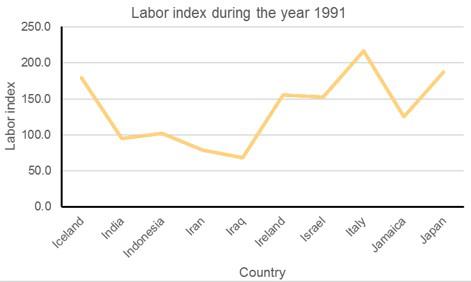 Labor index during the year 1991
250.0
200.0
150.0
100.0
50.0
0.0
Labor index
Iceland
India
Indonesia
Iran
Iraq
Ireland
Israel
Italy
Jamaica
Japan
Country